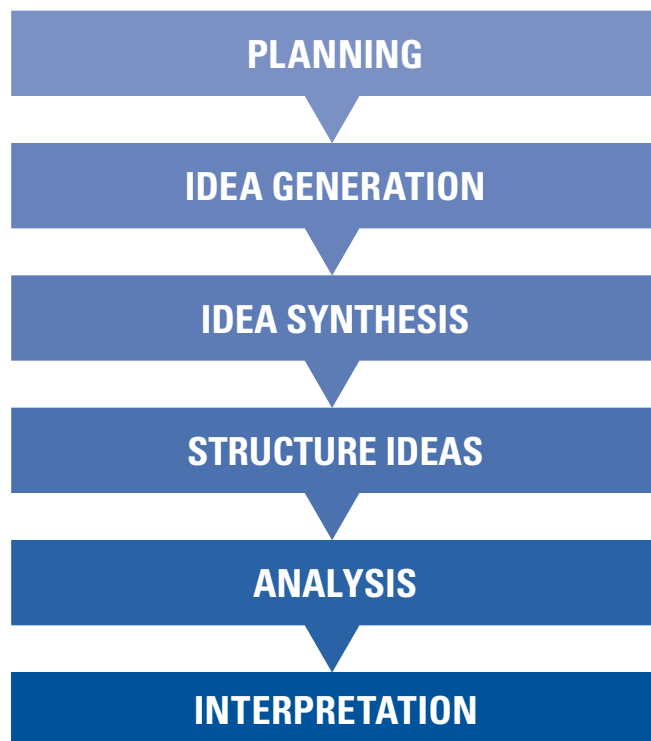 PLANNING
IDEA GENERATION
IDEA SYNTHESIS
STRUCTURE IDEAS
ANALYSIS
INTERPRETATION